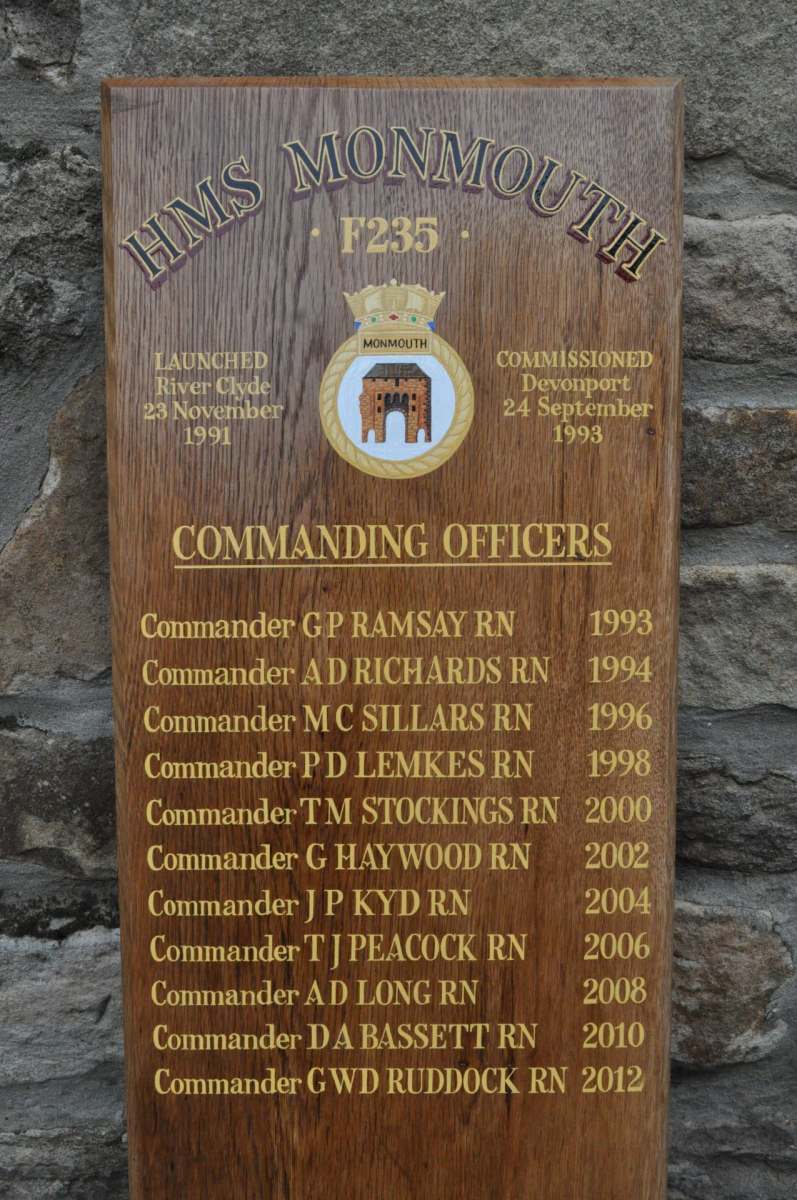 HMS MONMOUTH
· F235 ·
MONMOUTH
LAUNCHED
River Clyde
23 November
1991
COMMISSIONED
Devonport
24 September
1993
COMMANDING OFFICERS
Commander G P RAMSAY RN 1993
Commander A D RICHARDS RN 1994
Commander M C SILLARS RN 1996
Commander P D LEMKES RN 1998
Commander T M STOCKINGS RN 2000
Commander G HAYWOOD RN 2002
Commander J P KYD RN 2004
Commander T J PEACOCK RN 2006
Commander A D LONG RN 2008
Commander D A BASSETT RN 2010
Commander G W D RUDDOCK RN 2012